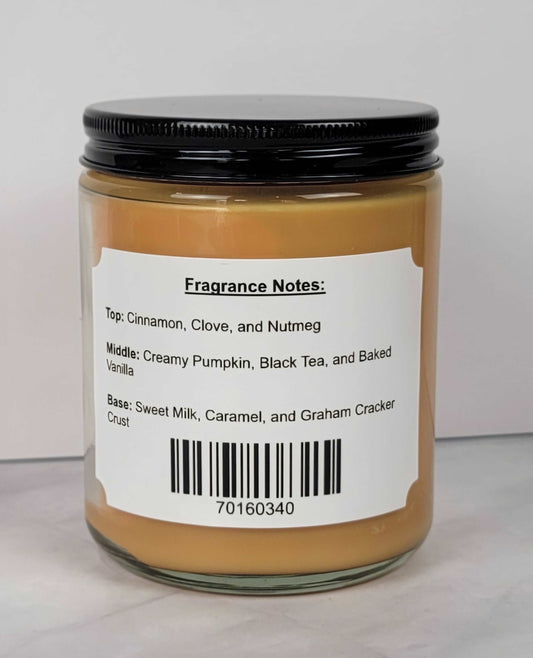 Fragrance Notes:
Top: Cinnamon, Clove, and Nutmeg
Middle: Creamy Pumpkin, Black Tea, and Baked
Vanilla
Base: Sweet Milk, Caramel, and Graham Cracker
Crust
70160340